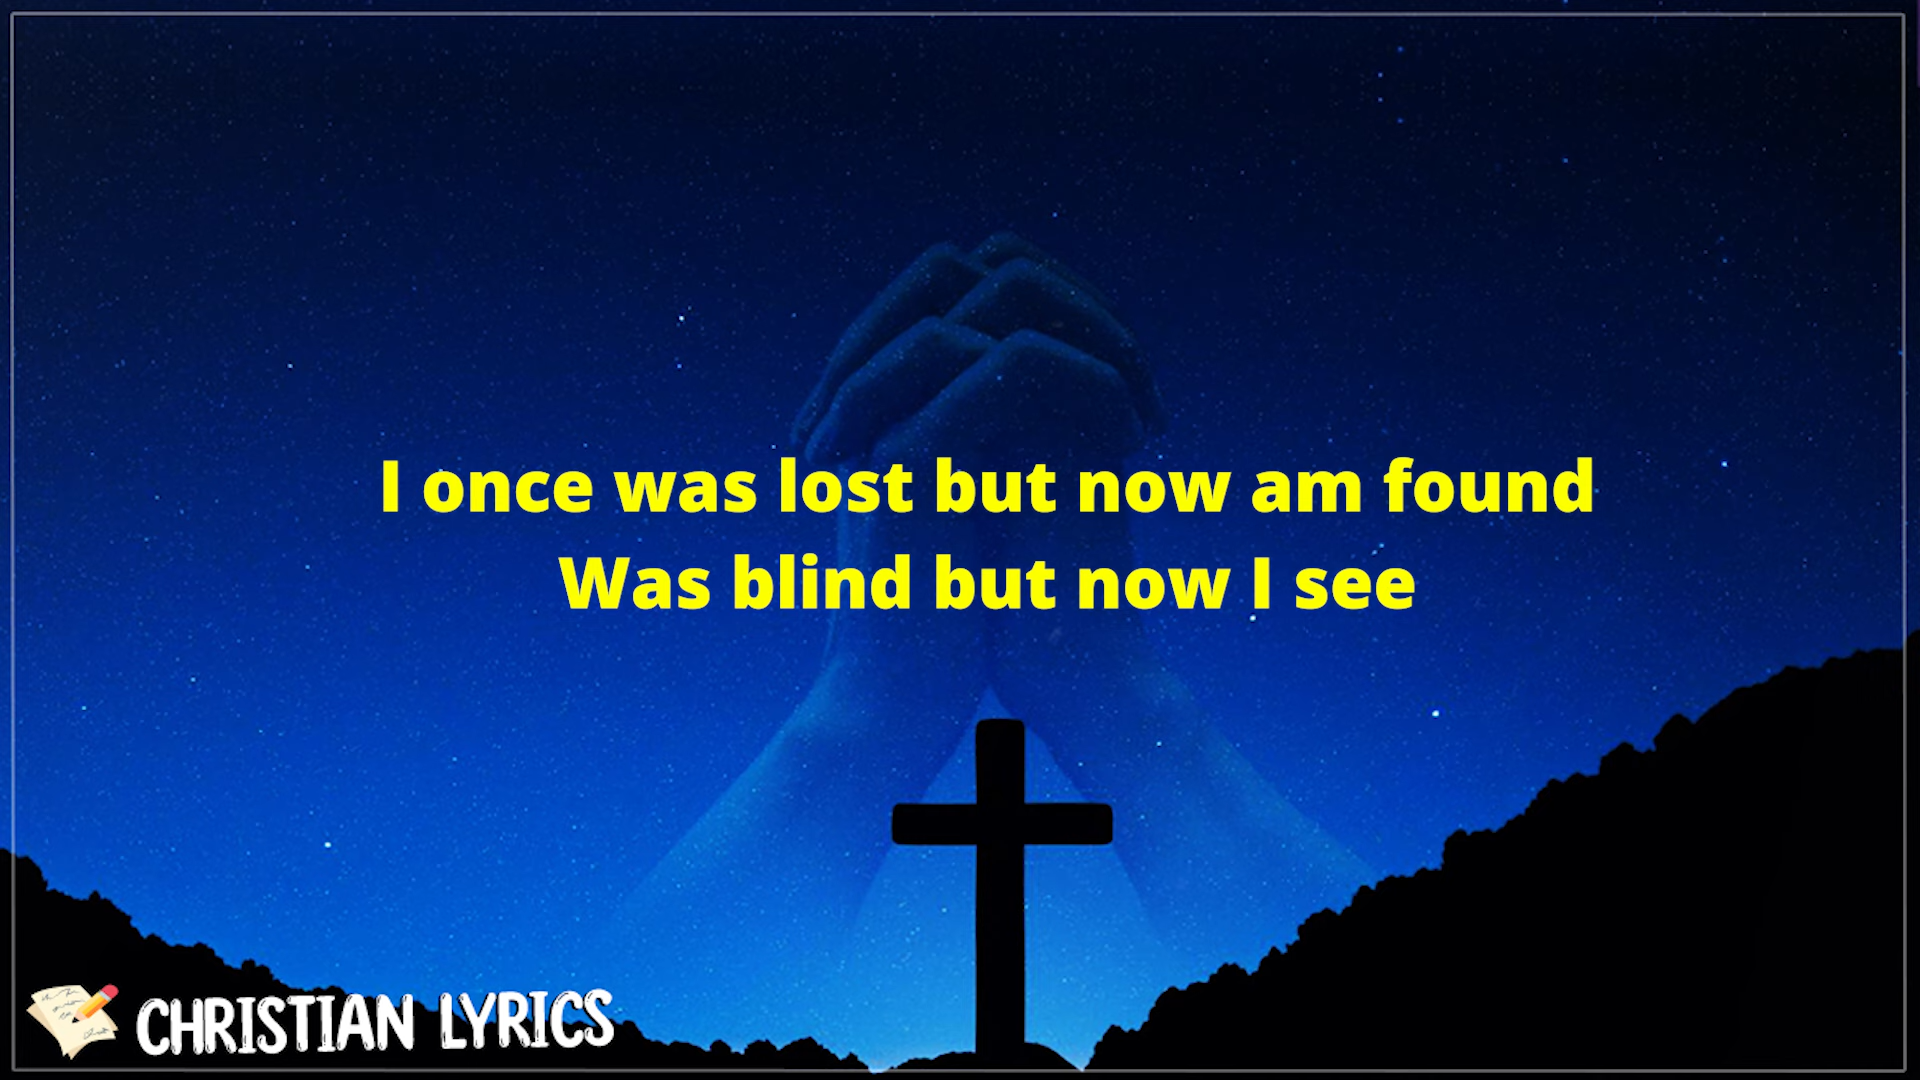 I once was lost but now am found
Was blind but now I see
CHRISTIAN LYRICS